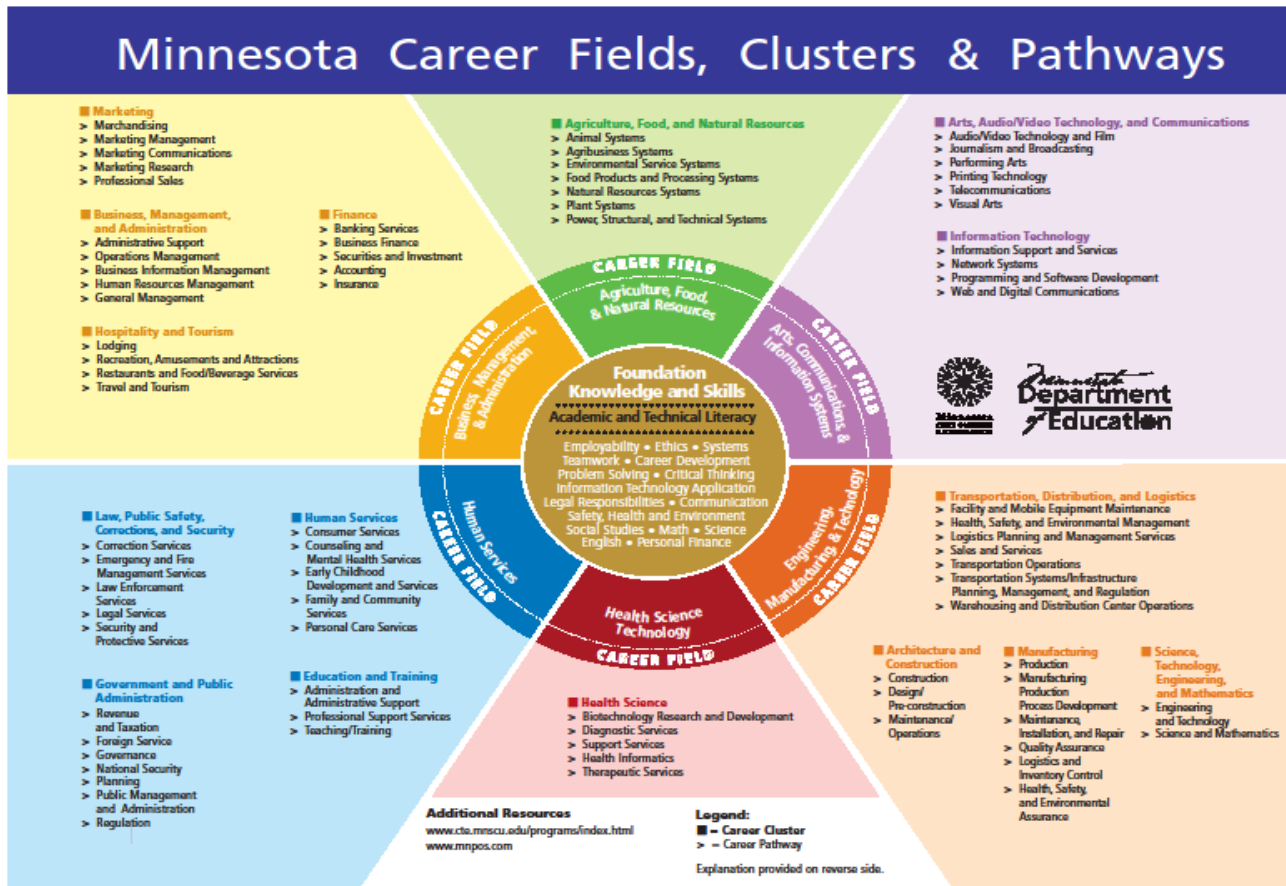 Minnesota Career Fields, Clusters & Pathways
■ Marketing
> Merchandising
> Marketing Management
> Marketing Communications
> Marketing Research
> Professional Sales
■ Business, Management,
and Administration
> Administrative Support
> Operations Management
> Business Information Management
> Human Resources Management
> General Management
■ Finance
> Banking Services
> Business Finance
> Securities and Investment
> Accounting
> Insurance
■ Hospitality and Tourism
> Lodging
> Recreation, Amusements and Attractions
> Restaurants and Food/Beverage Services
> Travel and Tourism
■ Agriculture, Food, and Natural Resources
> Animal Systems
> Agribusiness Systems
> Environmental Service Systems
> Food Products and Processing Systems
> Natural Resources Systems
> Plant Systems
> Power, Structural, and Technical Systems
■ Arts, Audio/Video Technology, and Communications
> Audio/Video Technology and Film
> Journalism and Broadcasting
> Performing Arts
> Printing Technology
> Telecommunications
> Visual Arts
■ Information Technology
> Information Support and Services
> Network Systems
> Programming and Software Development
> Web and Digital Communications
Minnesota
Department
of Education
CAREER FIELD
Agriculture, Food,
& Natural Resources
CAREER FIELD
Business, Management,
& Administration
CAREER FIELD
Arts, Communications, &
Information Systems
Foundation
Knowledge and Skills
Academic and Technical Literacy
Employability • Ethics • Systems
Teamwork • Career Development
Problem Solving • Critical Thinking
Information Technology Application
Legal Responsibilities • Communication
Safety, Health and Environment
Social Studies • Math • Science
English • Personal Finance
Human Services
CAREER FIELD
Engineering,
Manufacturing, & Technology
CAREER FIELD
Health Science
Technology
CAREER FIELD
■ Law, Public Safety,
Corrections, and Security
> Correction Services
> Emergency and Fire
Management Services
> Law Enforcement
Services
> Legal Services
> Security and
Protective Services
■ Human Services
> Consumer Services
> Counseling and
Mental Health Services
> Early Childhood
Development and Services
> Family and Community
Services
> Personal Care Services
■ Government and Public
Administration
> Revenue
and Taxation
> Foreign Service
> Governance
> National Security
> Planning
> Public Management
and Administration
> Regulation
■ Education and Training
> Administration and
Administrative Support
> Professional Support Services
> Teaching/Training
■ Health Science
> Biotechnology Research and Development
> Diagnostic Services
> Support Services
> Health Informatics
> Therapeutic Services
■ Transportation, Distribution, and Logistics
> Facility and Mobile Equipment Maintenance
> Health, Safety, and Environmental Management
> Logistics Planning and Management Services
> Sales and Services
> Transportation Operations
> Transportation Systems/Infrastructure
Planning, Management, and Regulation
> Warehousing and Distribution Center Operations
■ Architecture and
Construction
> Construction
> Design/
Pre-construction
> Maintenance/
Operations
■ Manufacturing
> Production
> Manufacturing
Production
Process Development
> Maintenance,
Installation, and Repair
> Quality Assurance
> Logistics and
Inventory Control
> Health, Safety,
and Environmental
Assurance
■ Science,
Technology,
Engineering,
and Mathematics
> Engineering
and Technology
> Science and Mathematics
Additional Resources
www.cte.mnscu.edu/programs/index.html
www.mnpos.com
Legend:
■ = Career Cluster
> = Career Pathway
Explanation provided on reverse side.